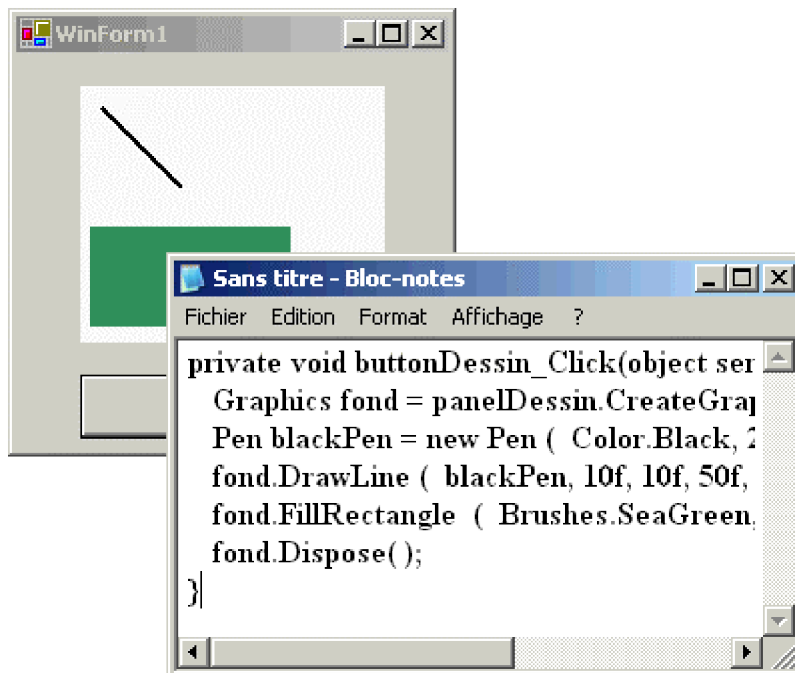 WinForm1
Sans titre - Bloc-notes
Fichier Edition Format Affichage ?
private void buttonDessin_Click(object ser
Graphics fond = panelDessin.CreateGrap
Pen blackPen = new Pen ( Color.Black, 2
fond.DrawLine ( blackPen, 10f, 10f, 50f,
fond.FillRectangle ( Brushes.SeaGreen,
fond.Dispose( );
}